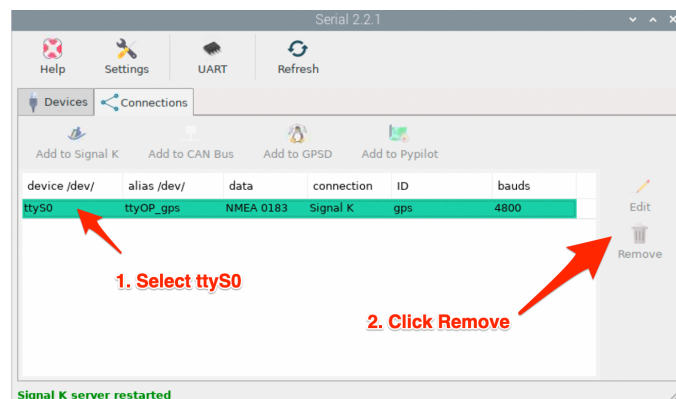 Serial 2.2.1
Help Settings UART Refresh
Devices Connections
Add to Signal K Add to CAN Bus Add to GPSD Add to Pypilot
device /dev/ alias /dev/ data connection ID bauds
ttyS0 ttyOP_gps NMEA 0183 Signal K gps 4800
Edit
Remove
1. Select ttyS0
2. Click Remove
Signal K server restarted